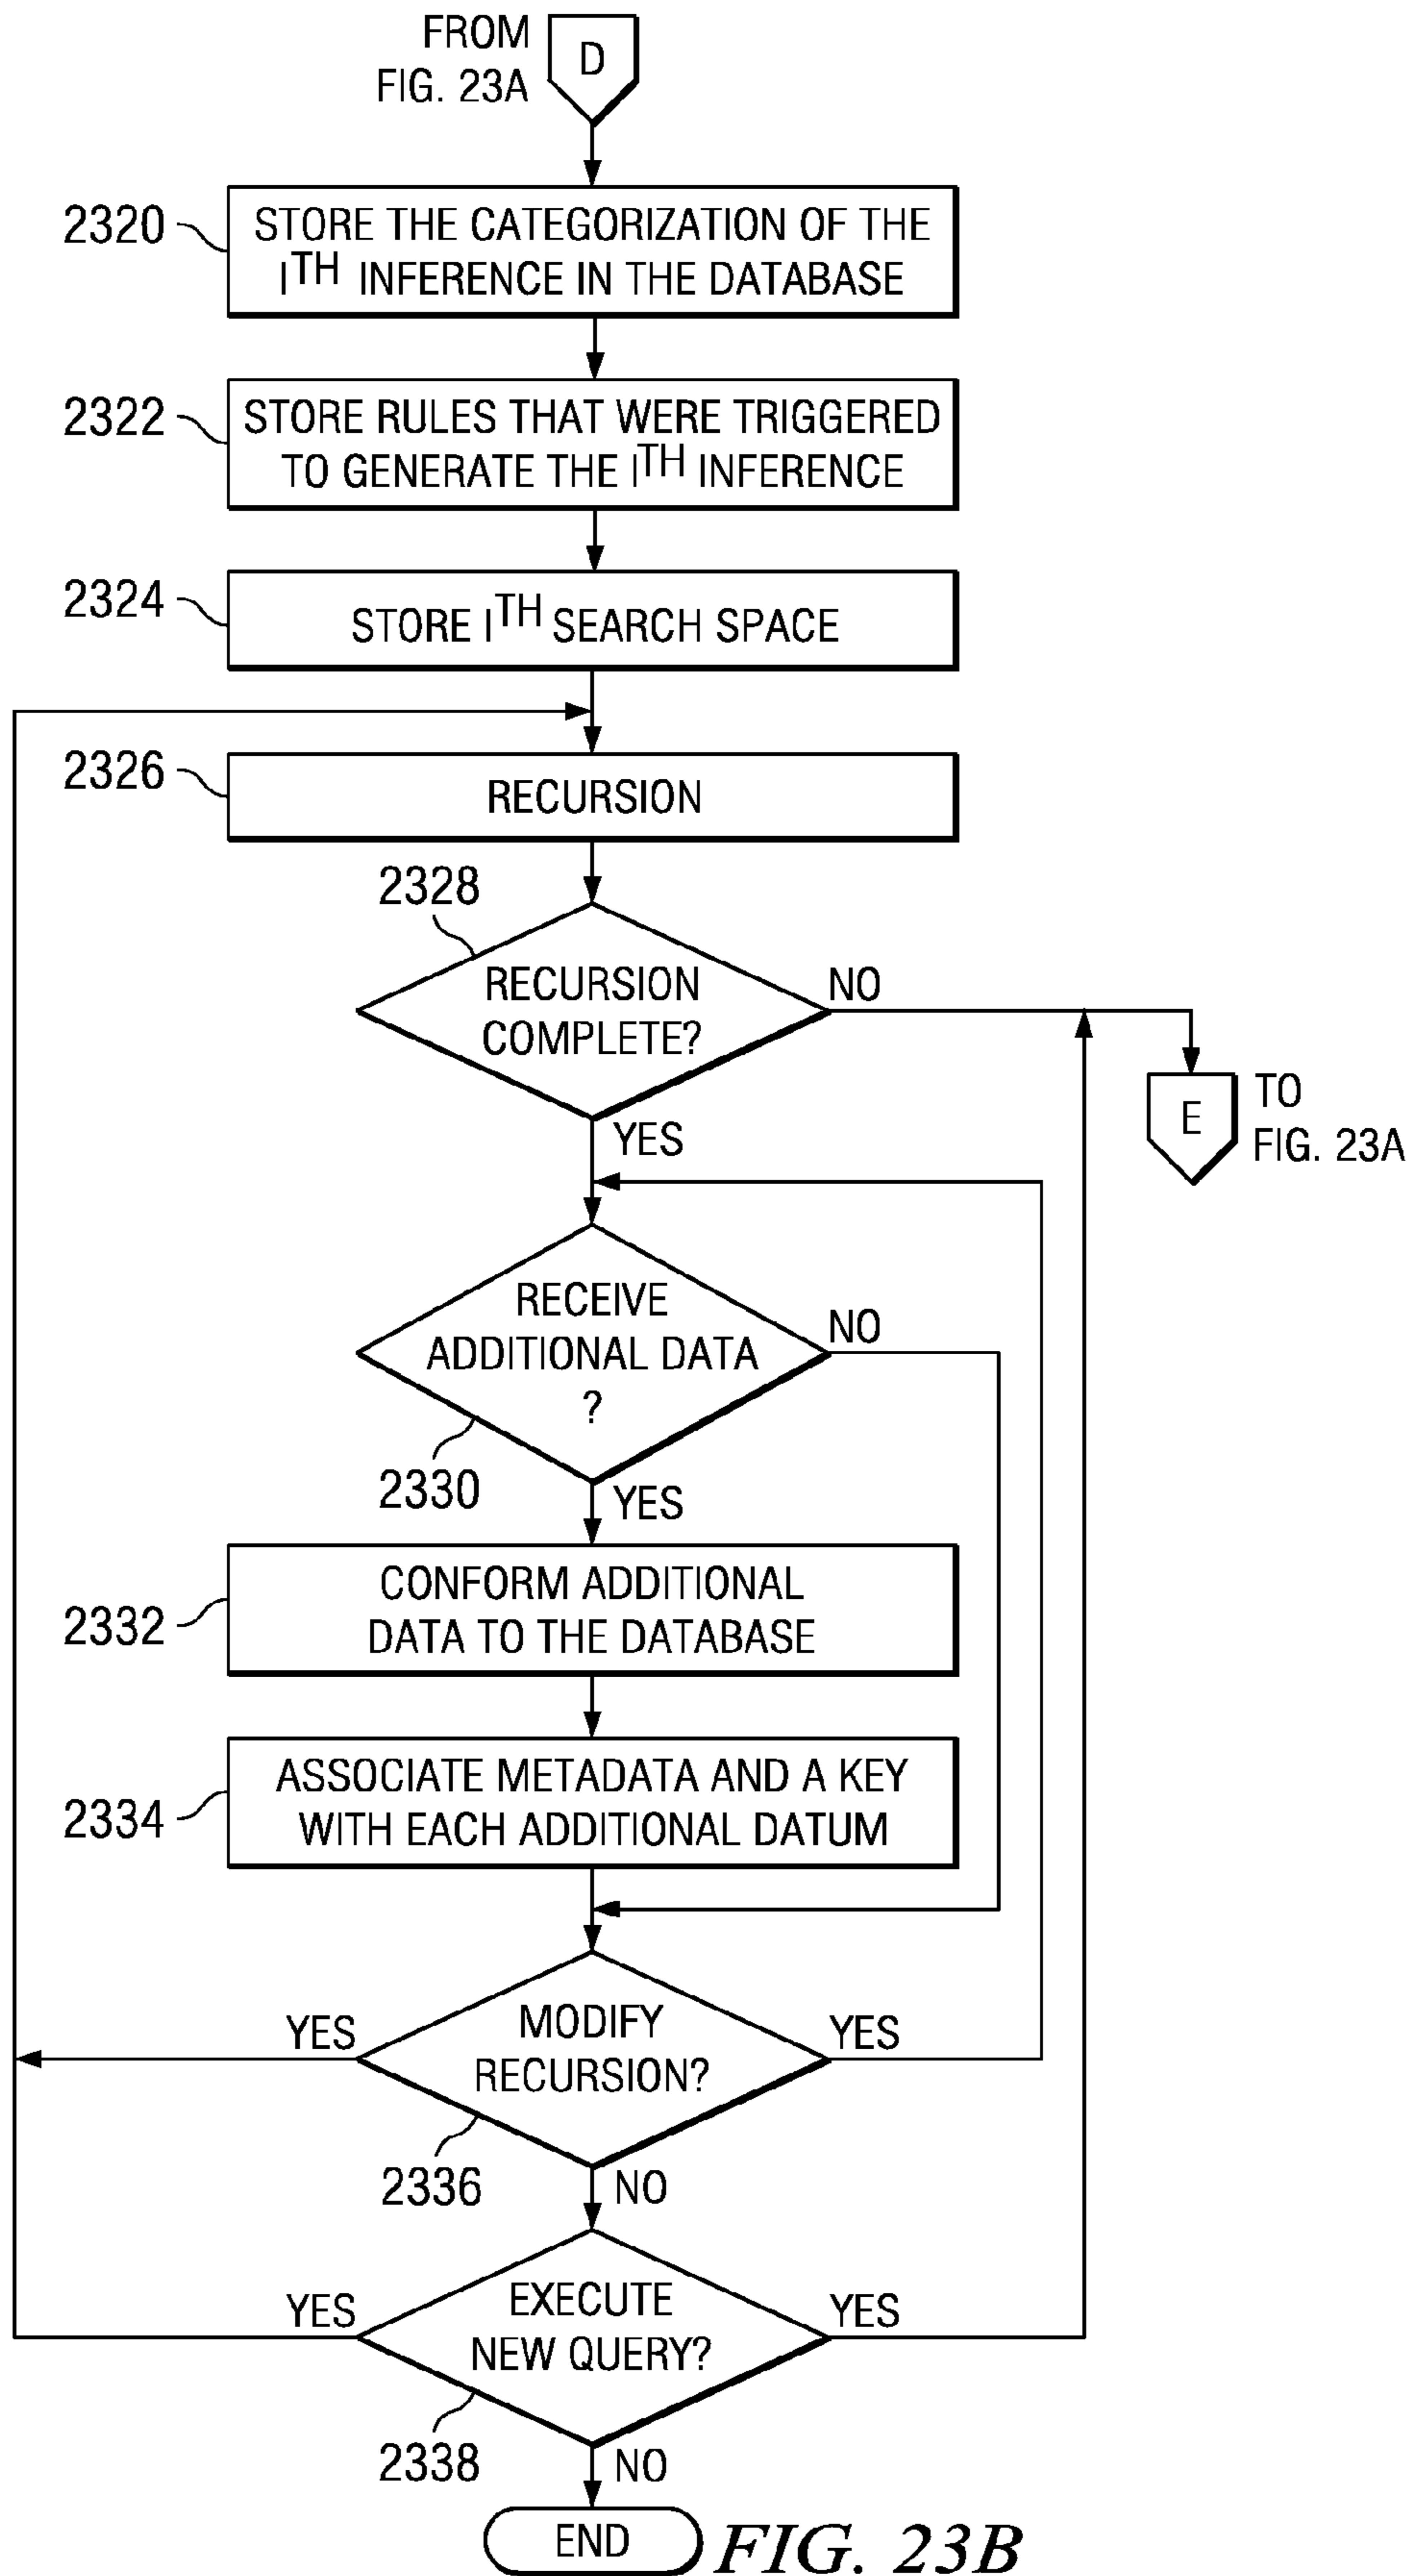 FROM
FIG. 23A
D
2320
STORE THE CATEGORIZATION OF THE
ITH INFERENCE IN THE DATABASE
2322
STORE RULES THAT WERE TRIGGERED
TO GENERATE THE ITH INFERENCE
2324
STORE ITH SEARCH SPACE
2326
RECURSION
2328
RECURSION
COMPLETE?
NO
YES
E
TO
FIG. 23A
RECEIVE
ADDITIONAL DATA
?
NO
2330
YES
2332
CONFORM ADDITIONAL
DATA TO THE DATABASE
2334
ASSOCIATE METADATA AND A KEY
WITH EACH ADDITIONAL DATUM
YES
MODIFY
RECURSION?
YES
2336
NO
YES
EXECUTE
NEW QUERY?
YES
2338
NO
END
FIG. 23B